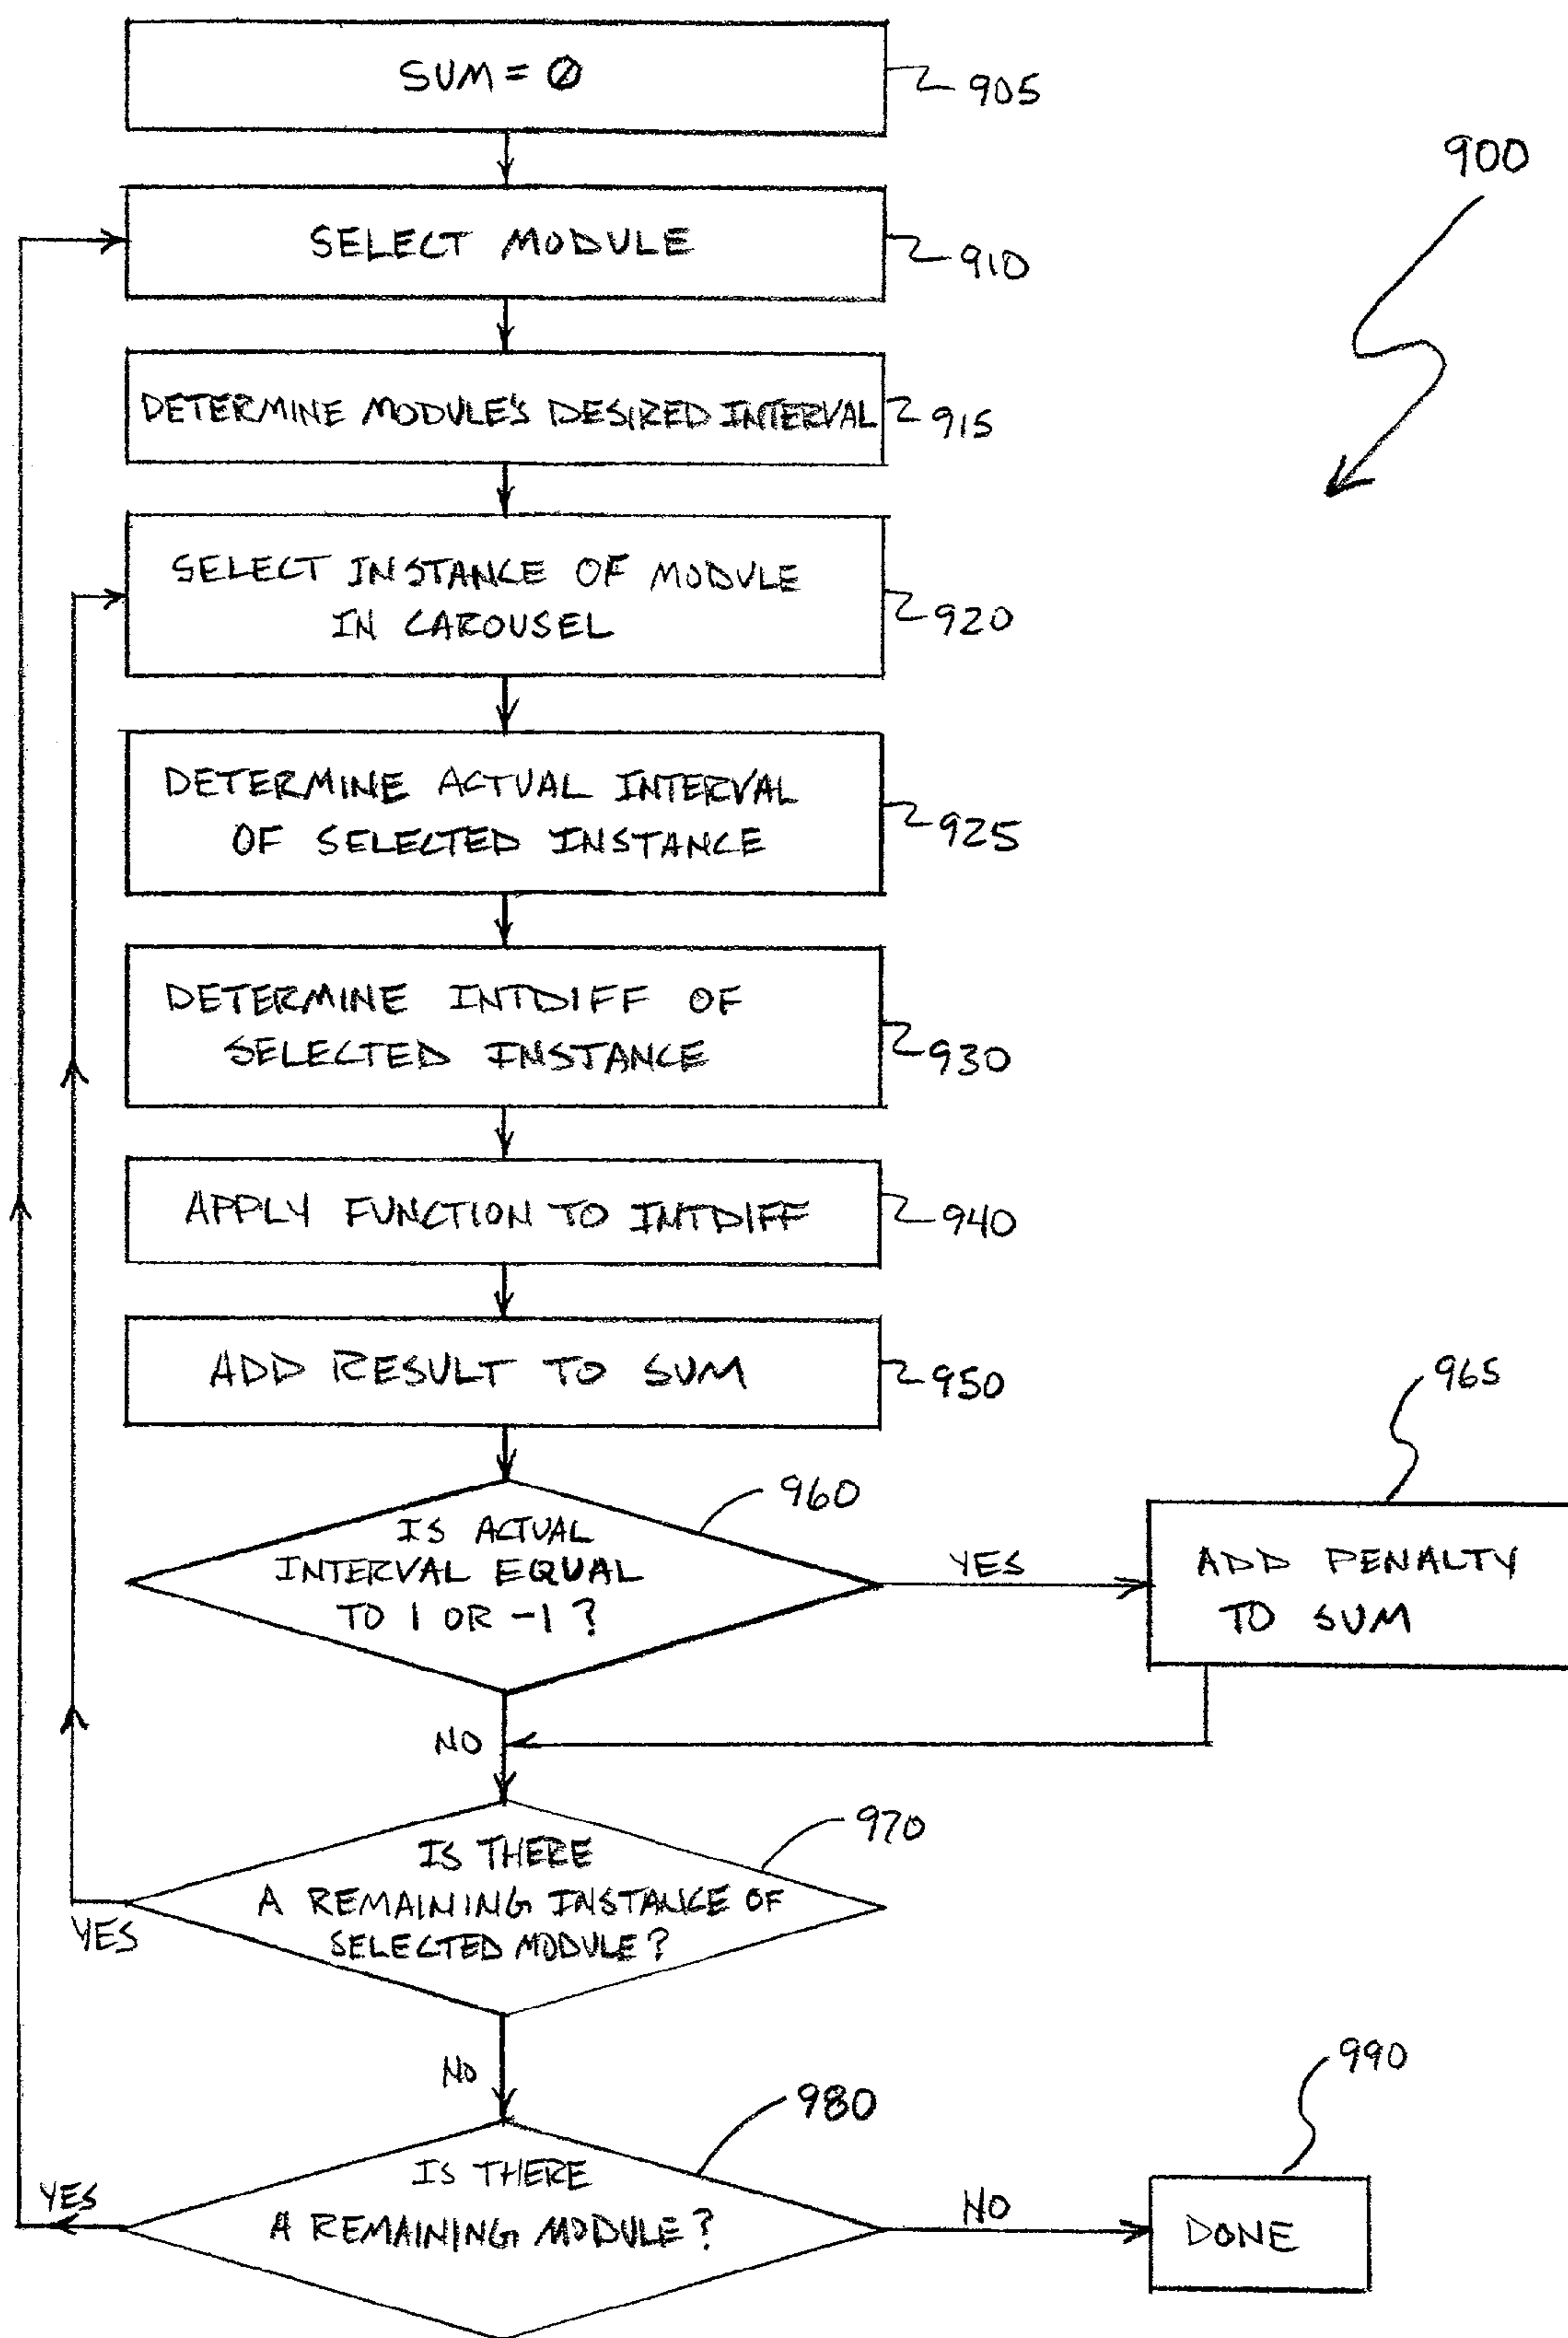 SUM = Ø
905
900
SELECT MODULE
910
DETERMINE MODULE'S DESIRED INTERVAL
915
SELECT INSTANCE OF MODULE
IN CAROUSEL
920
DETERMINE ACTUAL INTERVAL
OF SELECTED INSTANCE
925
DETERMINE INTDIFF OF
SELECTED INSTANCE
930
APPLY FUNCTION TO INTDIFF
940
ADD RESULT TO SUM
950
965
960
IS ACTUAL
INTERVAL EQUAL
TO 1 OR -1 ?
YES
ADD PENALTY
TO SUM
NO
970
IS THERE
A REMAINING INSTANCE OF
SELECTED MODULE ?
YES
NO
990
980
IS THERE
A REMAINING MODULE ?
YES
NO
DONE